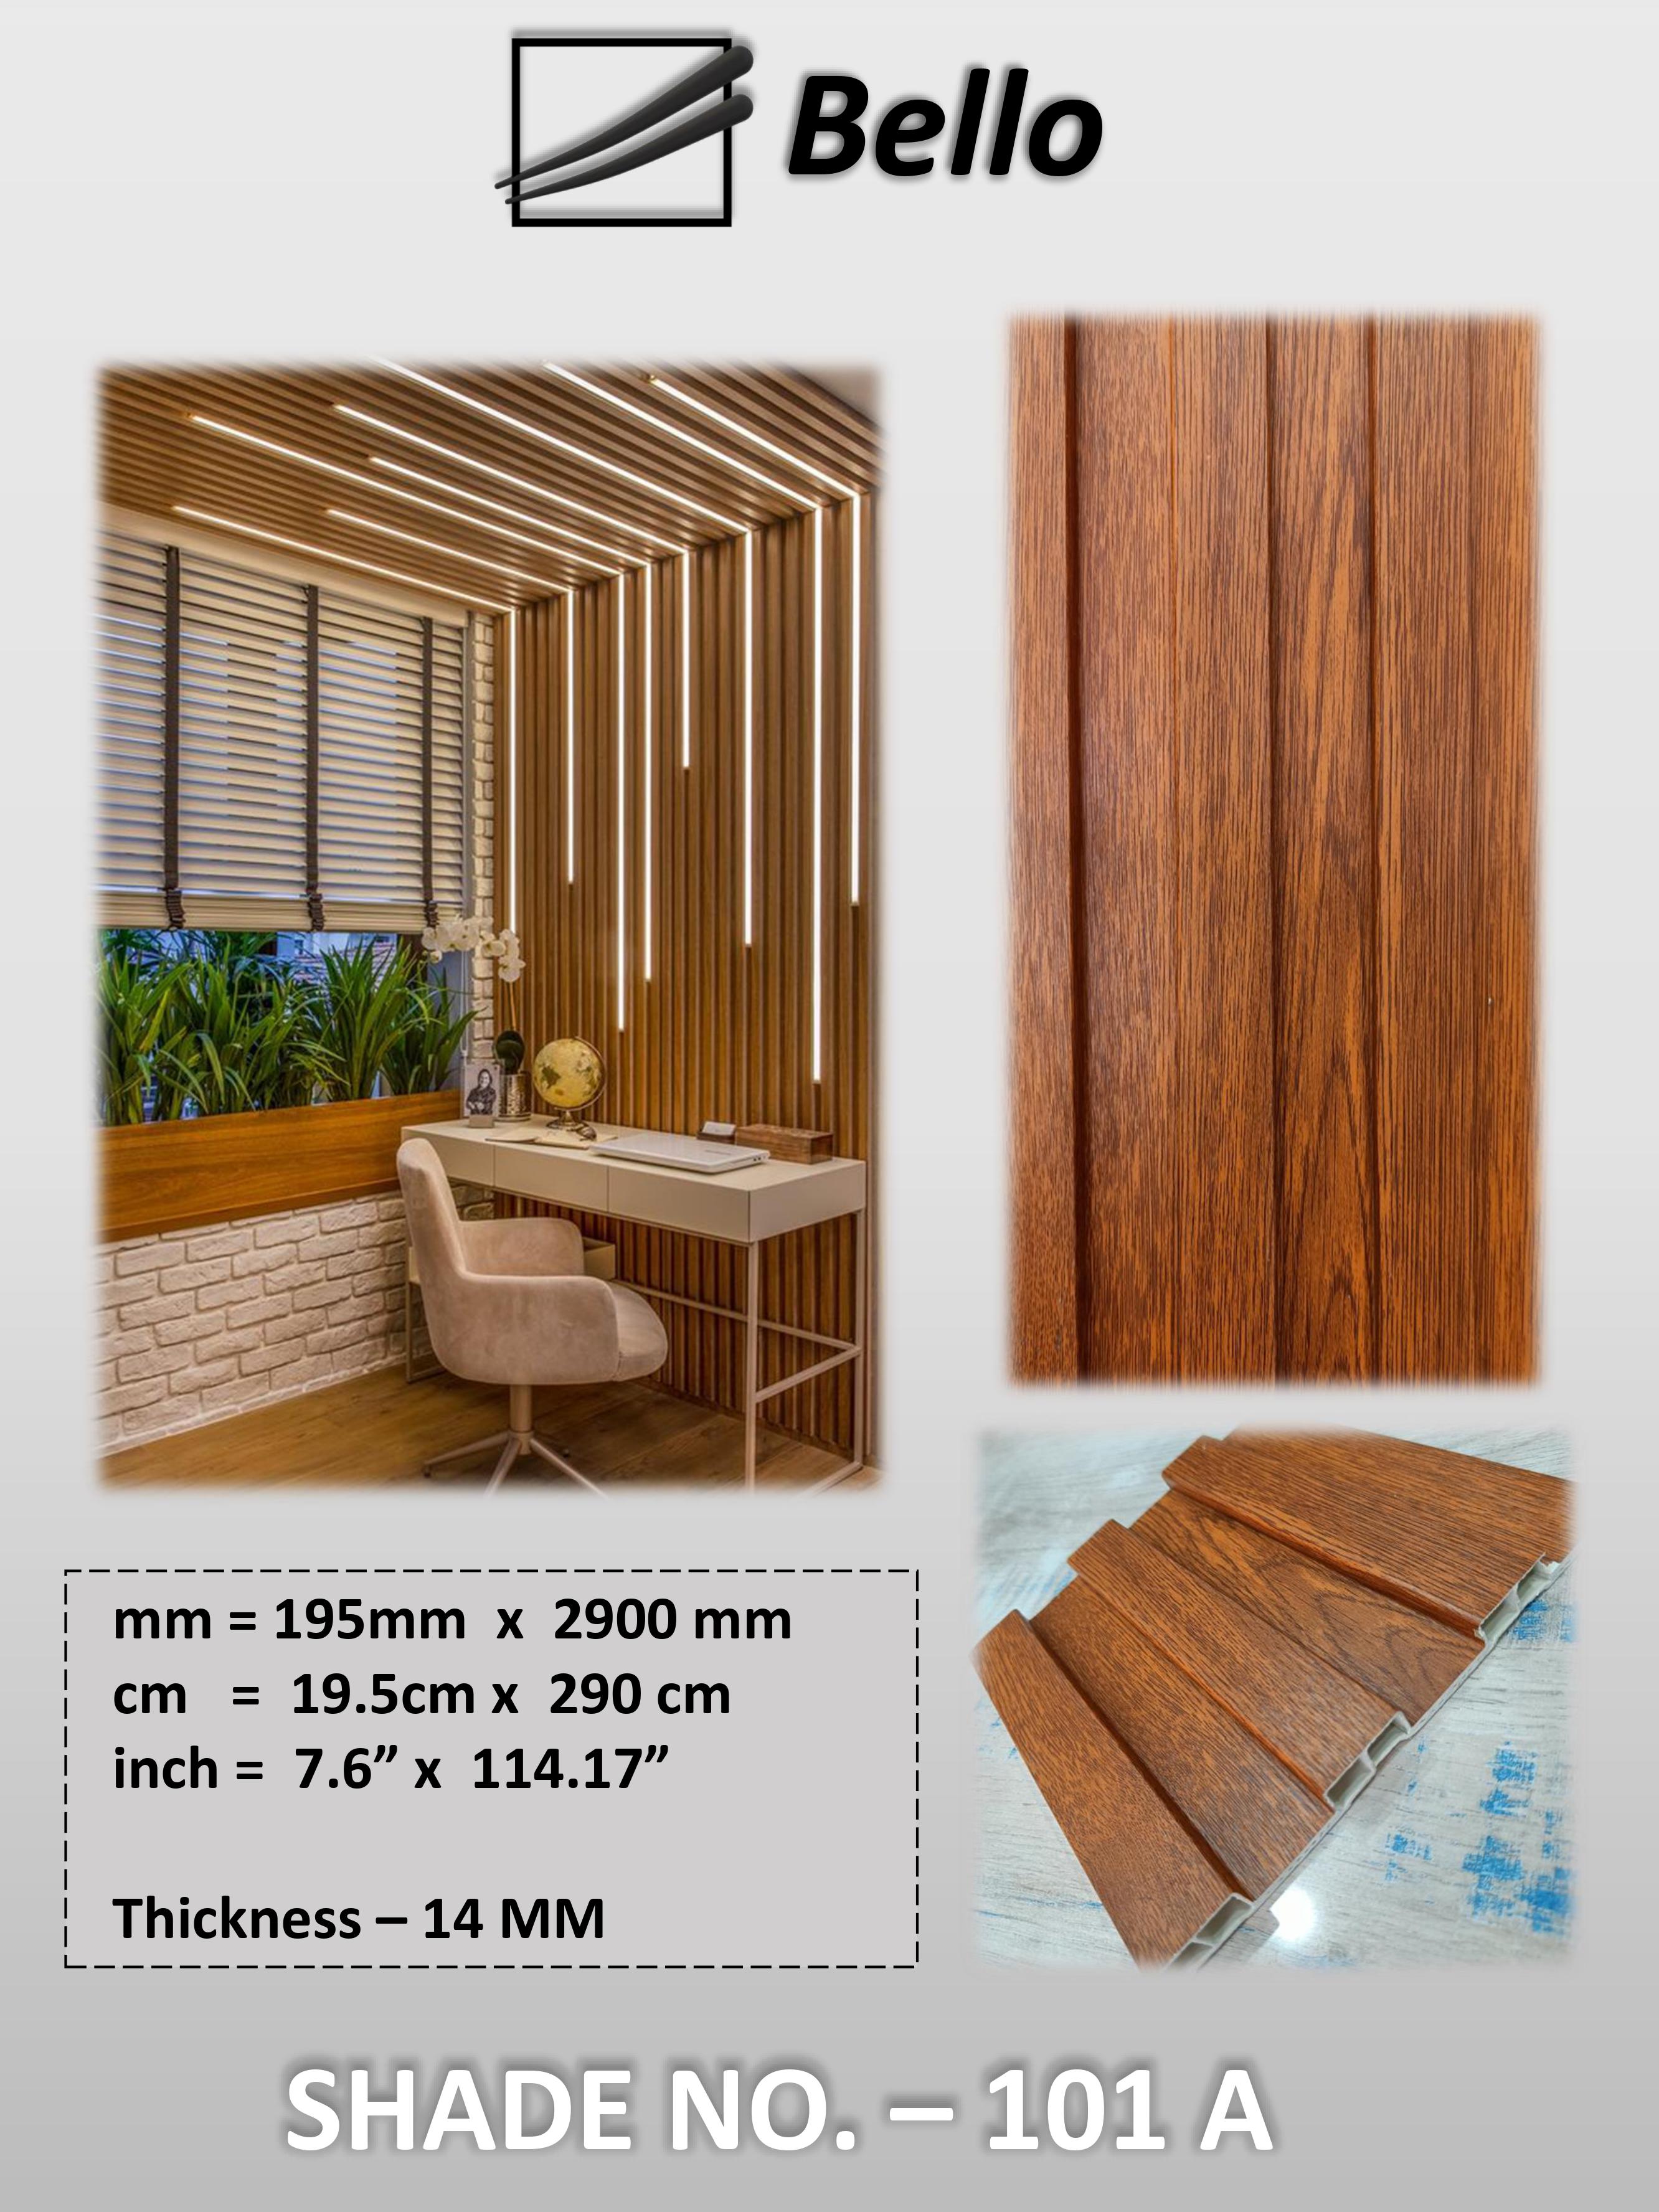 Bello
mm = 195mm x 2900 mm
cm = 19.5cm x 290 cm
inch = 7.6” x 114.17”
Thickness – 14 MM
SHADE NO. – 101 A